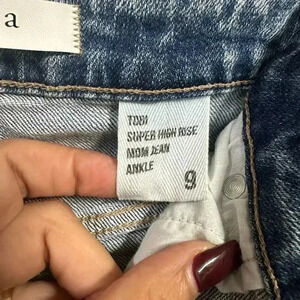 a
TOBI
SUPER HIGH RISE
MOM JEAN
ANKLE
9